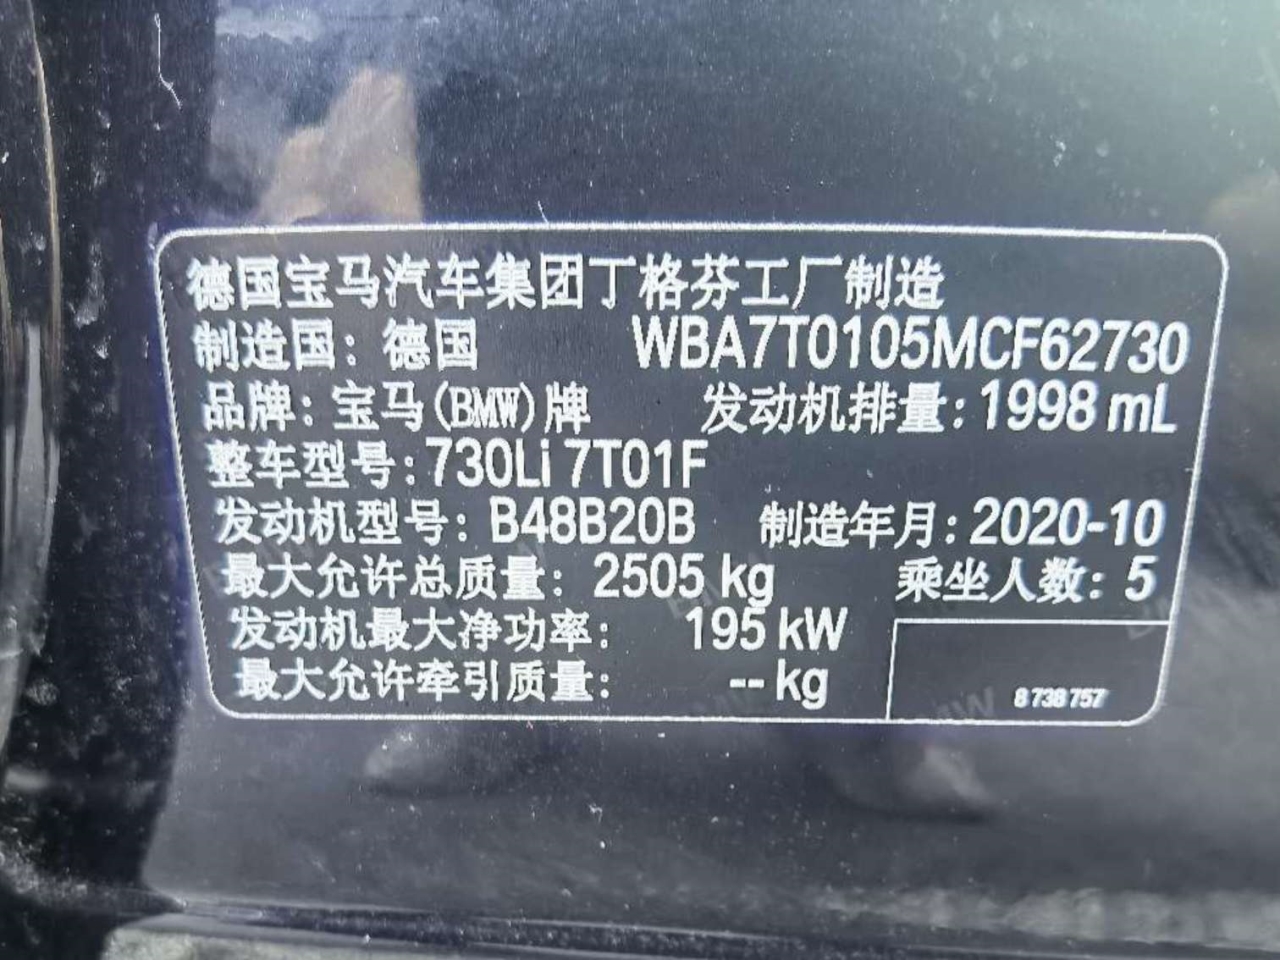 德国宝马汽车集团丁格芬工厂制造
制造国：德国 WBA7T0105MCF62730
品牌：宝马(BMW)牌 发动机排量：1998 mL
整车型号：730Li 7T01F
发动机型号：B48B20B 制造年月：2020-10
最大允许总质量：2505 kg 乘坐人数：5
发动机最大净功率：195 kW
最大允许牵引质量：-- kg
8 738 757